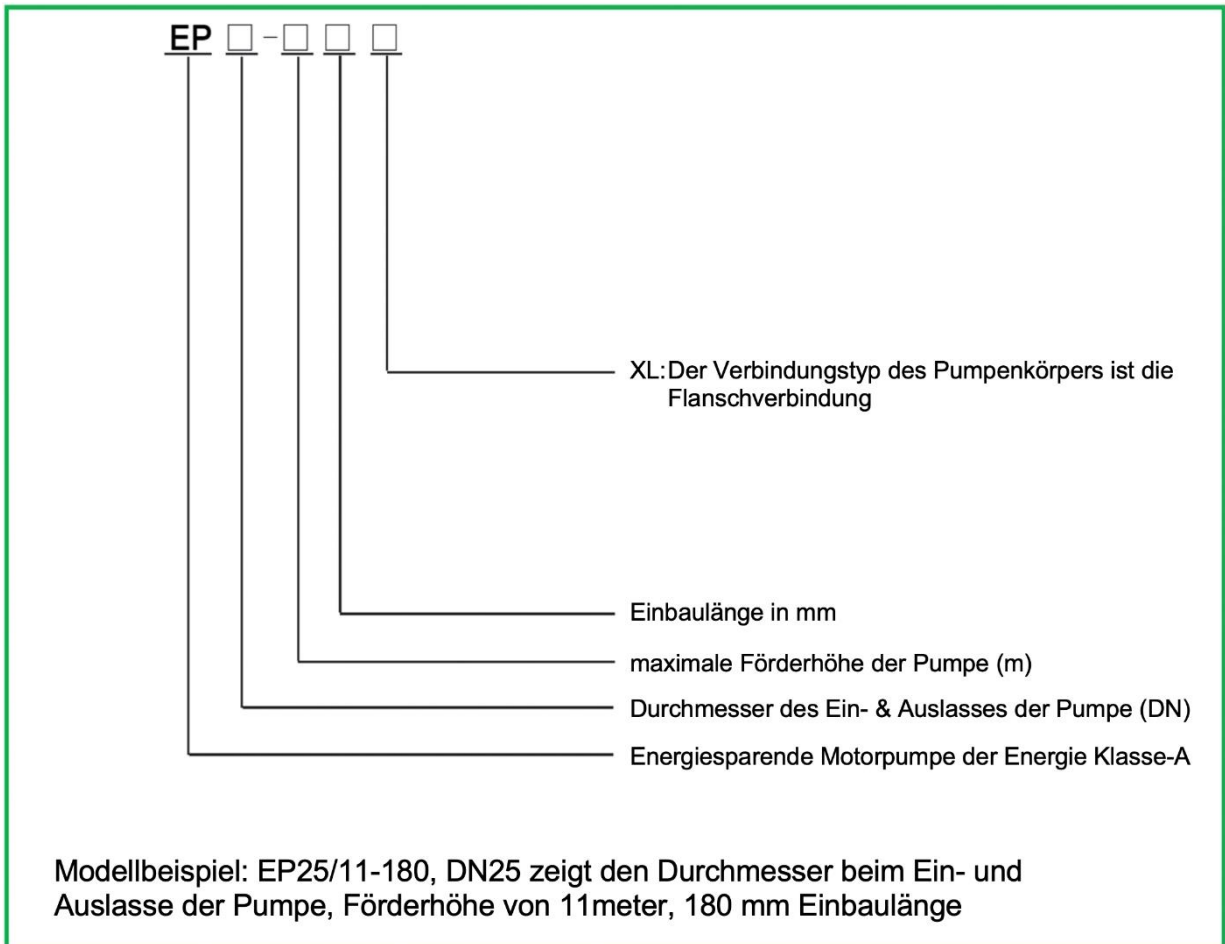 EP □-□ □ □
XL:Der Verbindungstyp des Pumpenkörpers ist die
Flanschverbindung
Einbaulänge in mm
maximale Förderhöhe der Pumpe (m)
Durchmesser des Ein- & Auslasses der Pumpe (DN)
Energiesparende Motorpumpe der Energie Klasse-A
Modellbeispiel: EP25/11-180, DN25 zeigt den Durchmesser beim Ein- und
Auslasse der Pumpe, Förderhöhe von 11meter, 180 mm Einbaulänge